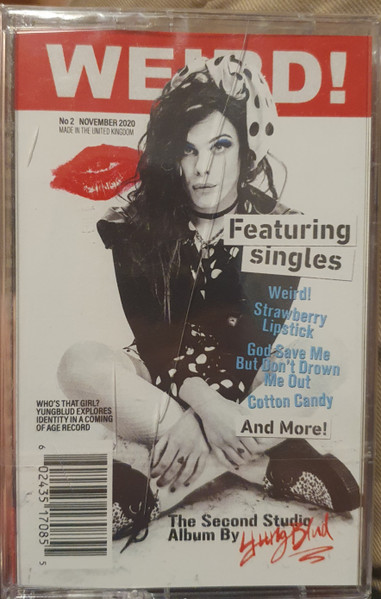 WEIRD!
No 2 NOVEMBER 2020
MADE IN THE UNITED KINGDOM
Featuring
singles
Weird!
Strawberry
Lipstick
God Save Me
But Don't Drown
Me Out
Cotton Candy
And More!
WHO'S THAT GIRL?
YUNGBLUD EXPLORES
IDENTITY IN A COMING
OF AGE RECORD
6 02435 17085 5
The Second Studio
Album By
YungBlud